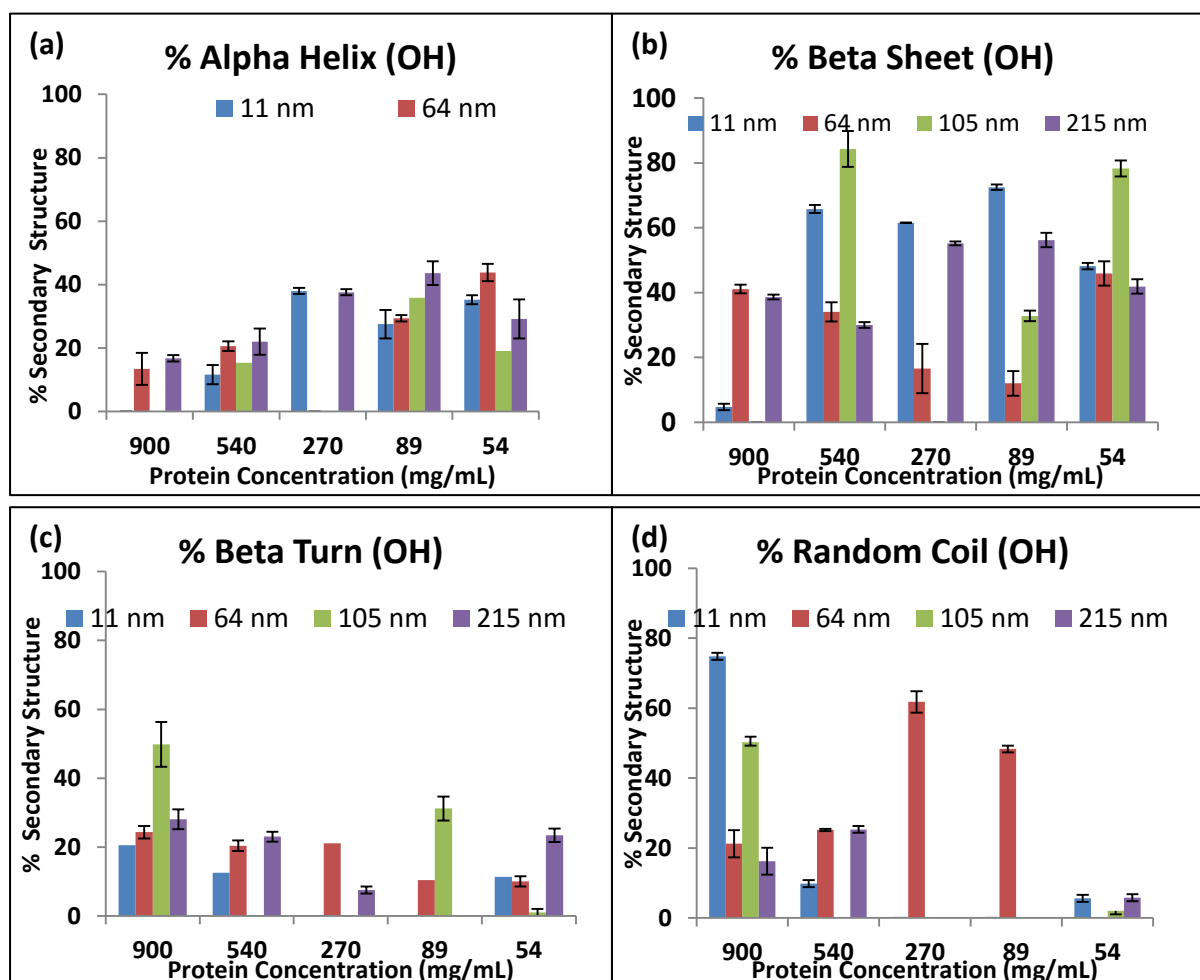 (a)
% Alpha Helix (OH)
100
11 nm 64 nm
80
60
40
20
0
% Secondary Structure
900 540 270 89 54
Protein Concentration (mg/mL)
(b)
% Beta Sheet (OH)
100
11 nm 64 nm 105 nm 215 nm
80
60
40
20
0
% Secondary Structure
900 540 270 89 54
Protein Concentration (mg/mL)
(c)
% Beta Turn (OH)
100
11 nm 64 nm 105 nm 215 nm
80
60
40
20
0
% Secondary Structure
900 540 270 89 54
Protein Concentration (mg/mL)
(d)
% Random Coil (OH)
100
11 nm 64 nm 105 nm 215 nm
80
60
40
20
0
% Secondary Structure
900 540 270 89 54
Protein Concentration (mg/mL)